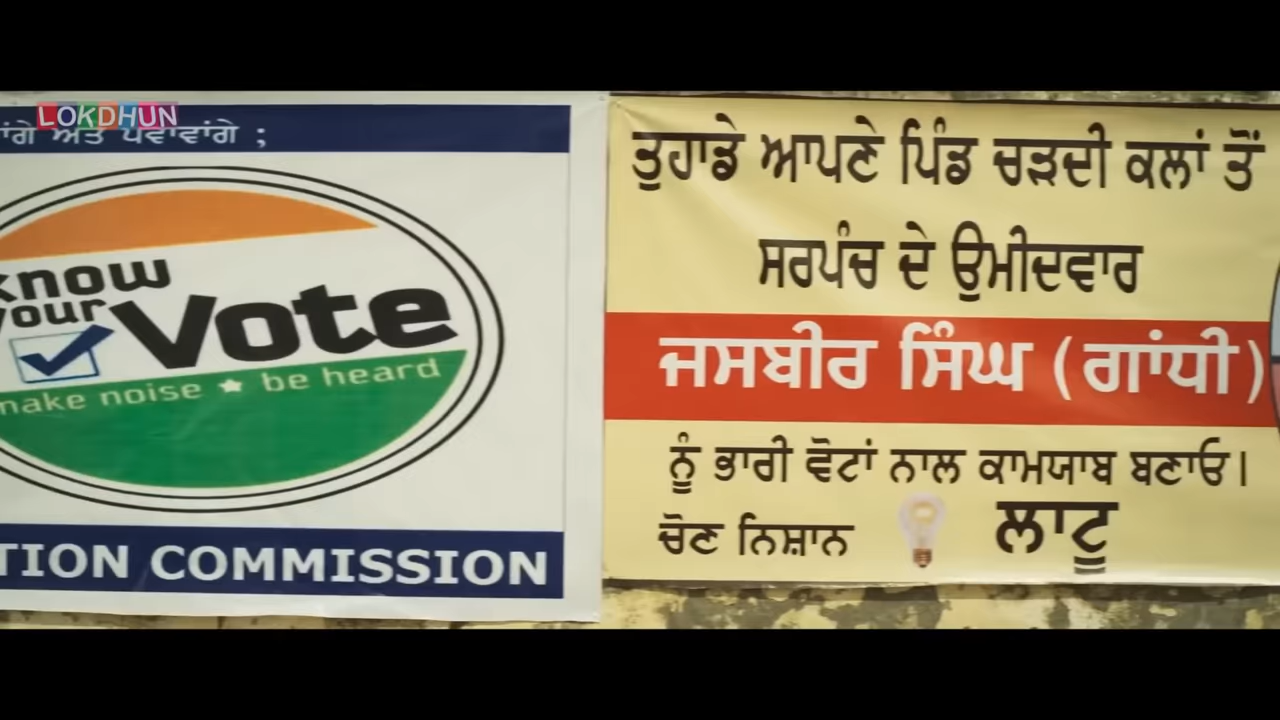 LOKDHUN
ਅਤੇ ਪਵਾਵਾਂਗੇ ;
know
your
Vote
make noise ★ be heard
TION COMMISSION
ਤੁਹਾਡੇ ਆਪਣੇ ਪਿੰਡ ਚੜਦੀ ਕਲਾਂ ਤੋਂ
ਸਰਪੰਚ ਦੇ ਉਮੀਦਵਾਰ
ਜਸਬੀਰ ਸਿੰਘ (ਗਾਂਧੀ)
ਨੂੰ ਭਾਰੀ ਵੋਟਾਂ ਨਾਲ ਕਾਮਯਾਬ ਬਣਾਓ।
ਚੋਣ ਨਿਸ਼ਾਨ ਲਾਟੂ